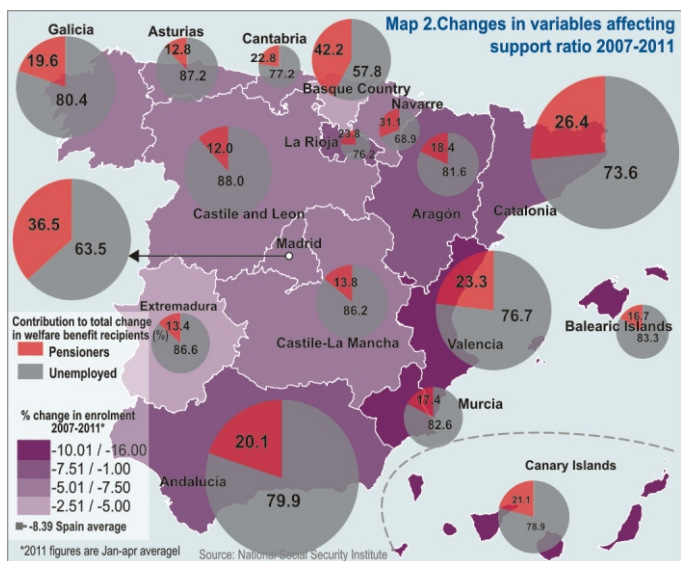 Map 2.Changes in variables affecting
support ratio 2007-2011
Galicia
19.6
80.4
Asturias
12.8
87.2
Cantabria
22.8
77.2
42.2
57.8
Basque Country
Navarre
31.1
68.9
La Rioja
23.8
76.2
12.0
88.0
Castile and Leon
18.4
81.6
Aragón
26.4
73.6
Catalonia
36.5
63.5
Madrid
13.8
86.2
Castile-La Mancha
23.3
76.7
Valencia
16.7
83.3
Balearic Islands
Extremadura
13.4
86.6
17.4
82.6
Murcia
20.1
79.9
Andalucía
Canary Islands
21.1
78.9
Contribution to total change
in welfare benefit recipients (%)
Pensioners
Unemployed
% change in enrolment
2007-2011*
-10.01 / -16.00
-7.51 / -1.00
-5.01 / -7.50
-2.51 / -5.00
-8.39 Spain average
*2011 figures are Jan-apr averagel
Source: National Social Security Institute